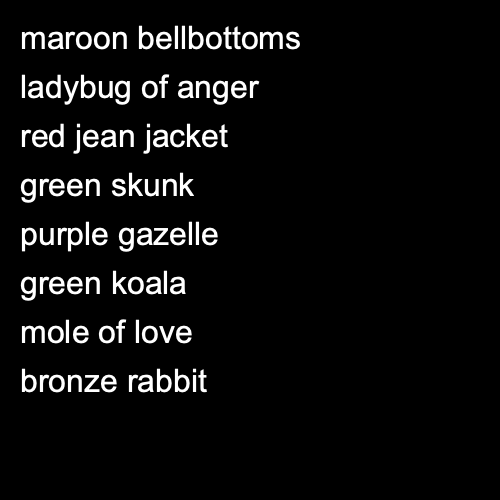 maroon bellbottoms
ladybug of anger
red jean jacket
green skunk
purple gazelle
green koala
mole of love
bronze rabbit